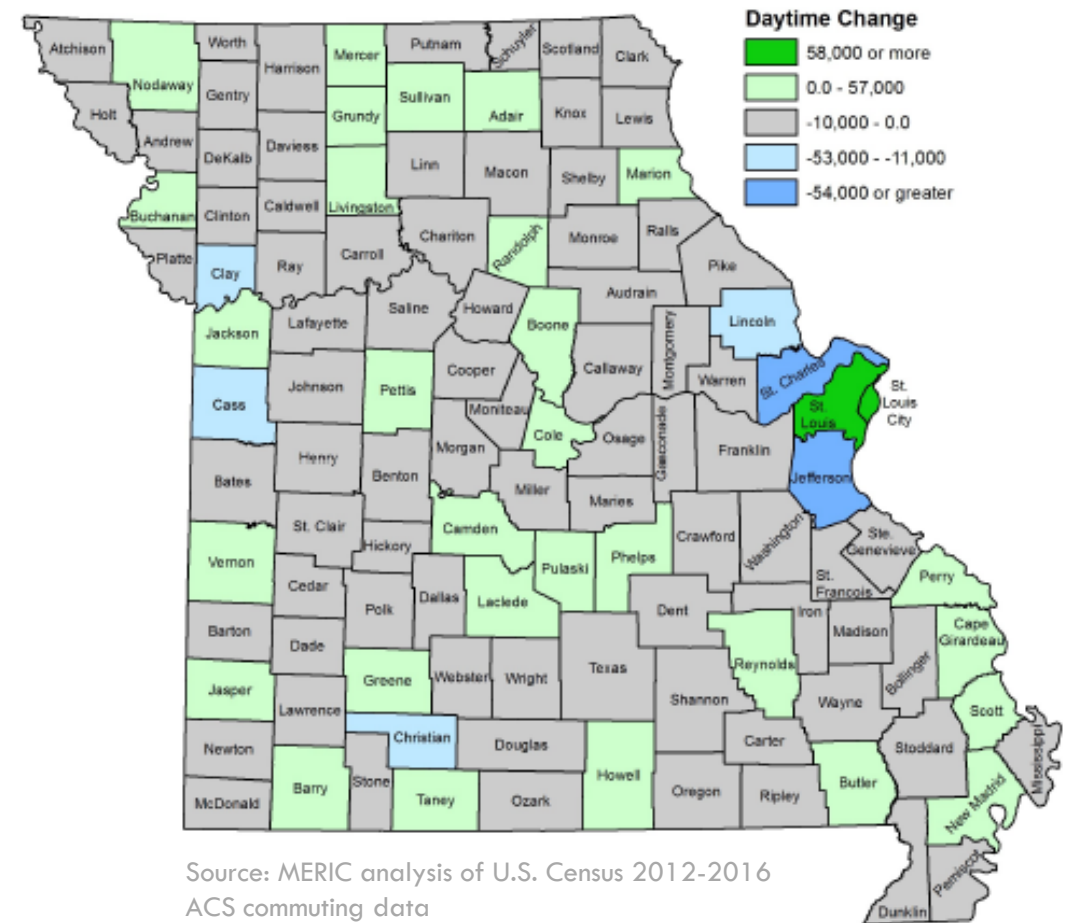 Daytime Change
58,000 or more
0.0 - 57,000
-10,000 - 0.0
-53,000 - -11,000
-54,000 or greater
Atchison
Nodaway
Worth
Harrison
Mercer
Putnam
Schuyler
Scotland
Clark
Holt
Gentry
Sullivan
Adair
Knox
Lewis
Andrew
DeKalb
Daviess
Grundy
Linn
Macon
Shelby
Marion
Buchanan
Clinton
Caldwell
Livingston
Chariton
Randolph
Monroe
Ralls
Platte
Clay
Ray
Carroll
Pike
Saline
Howard
Audrain
Jackson
Lafayette
Boone
Lincoln
Callaway
Montgomery
Warren
St. Charles
St.
Louis
St.
Louis
City
Cass
Johnson
Pettis
Cooper
Moniteau
Cole
Osage
Gasconade
Franklin
Jefferson
Bates
Henry
Benton
Morgan
Miller
Maries
St. Clair
Hickory
Camden
Pulaski
Phelps
Crawford
Washington
Ste.
Genevieve
St.
Francois
Perry
Vernon
Cedar
Polk
Dallas
Laclede
Dent
Iron
Madison
Cape
Girardeau
Bollinger
Barton
Dade
Greene
Webster
Wright
Texas
Shannon
Reynolds
Wayne
Scott
Jasper
Lawrence
Christian
Douglas
Carter
Stoddard
Mississippi
Newton
Barry
Stone
Taney
Ozark
Howell
Oregon
Ripley
Butler
New Madrid
McDonald
Pemiscot
Dunklin
Source: MERIC analysis of U.S. Census 2012-2016
ACS commuting data